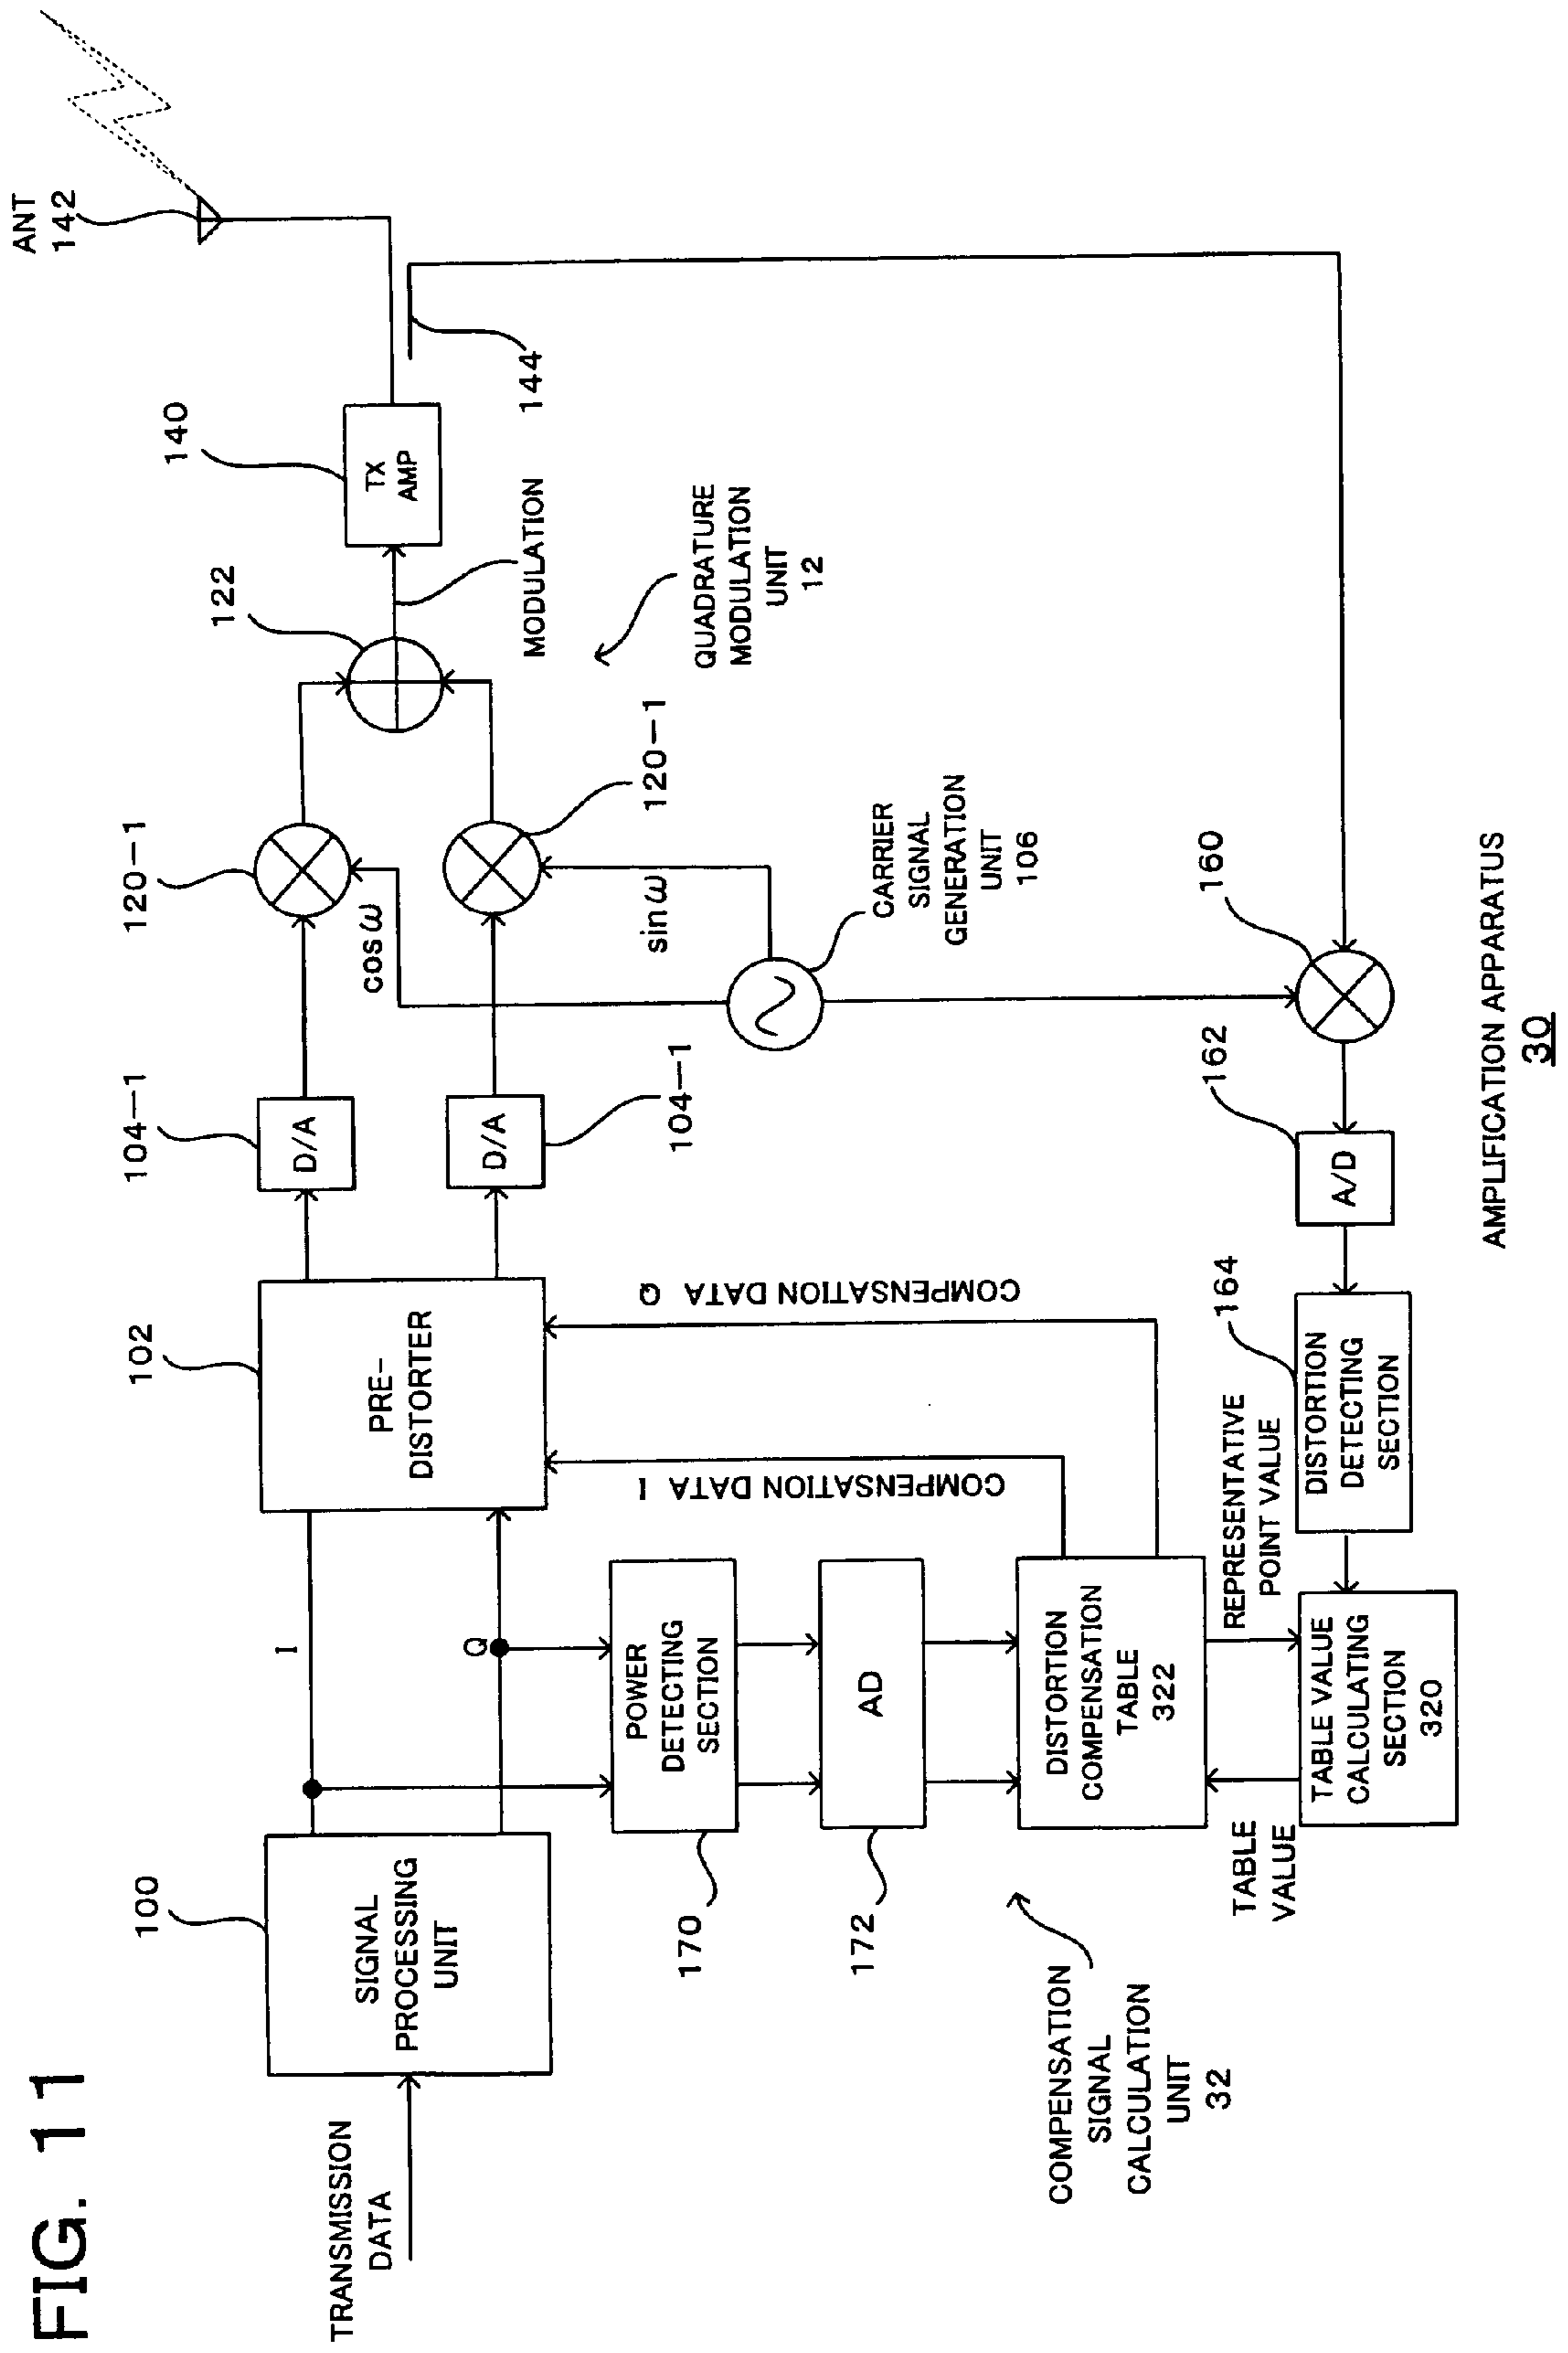 FIG. 11
TRANSMISSION
DATA
100
SIGNAL
PROCESSING
UNIT
I
Q
102
PRE-
DISTORTER
104-1
D/A
D/A
104-1
120-1
cosω
120-1
sinω
122
MODULATION
QUADRATURE
MODULATION
UNIT
12
140
TX
AMP
144
ANT
142
CARRIER
SIGNAL
GENERATION
UNIT
106
170
POWER
DETECTING
SECTION
172
AD
COMPENSATION DATA I
COMPENSATION DATA Q
DISTORTION
COMPENSATION
TABLE
322
COMPENSATION
SIGNAL
CALCULATION
UNIT
32
TABLE
VALUE
REPRESENTATIVE
POINT VALUE
TABLE VALUE
CALCULATING
SECTION
320
164
DISTORTION
DETECTING
SECTION
162
A/D
160
AMPLIFICATION APPARATUS
30